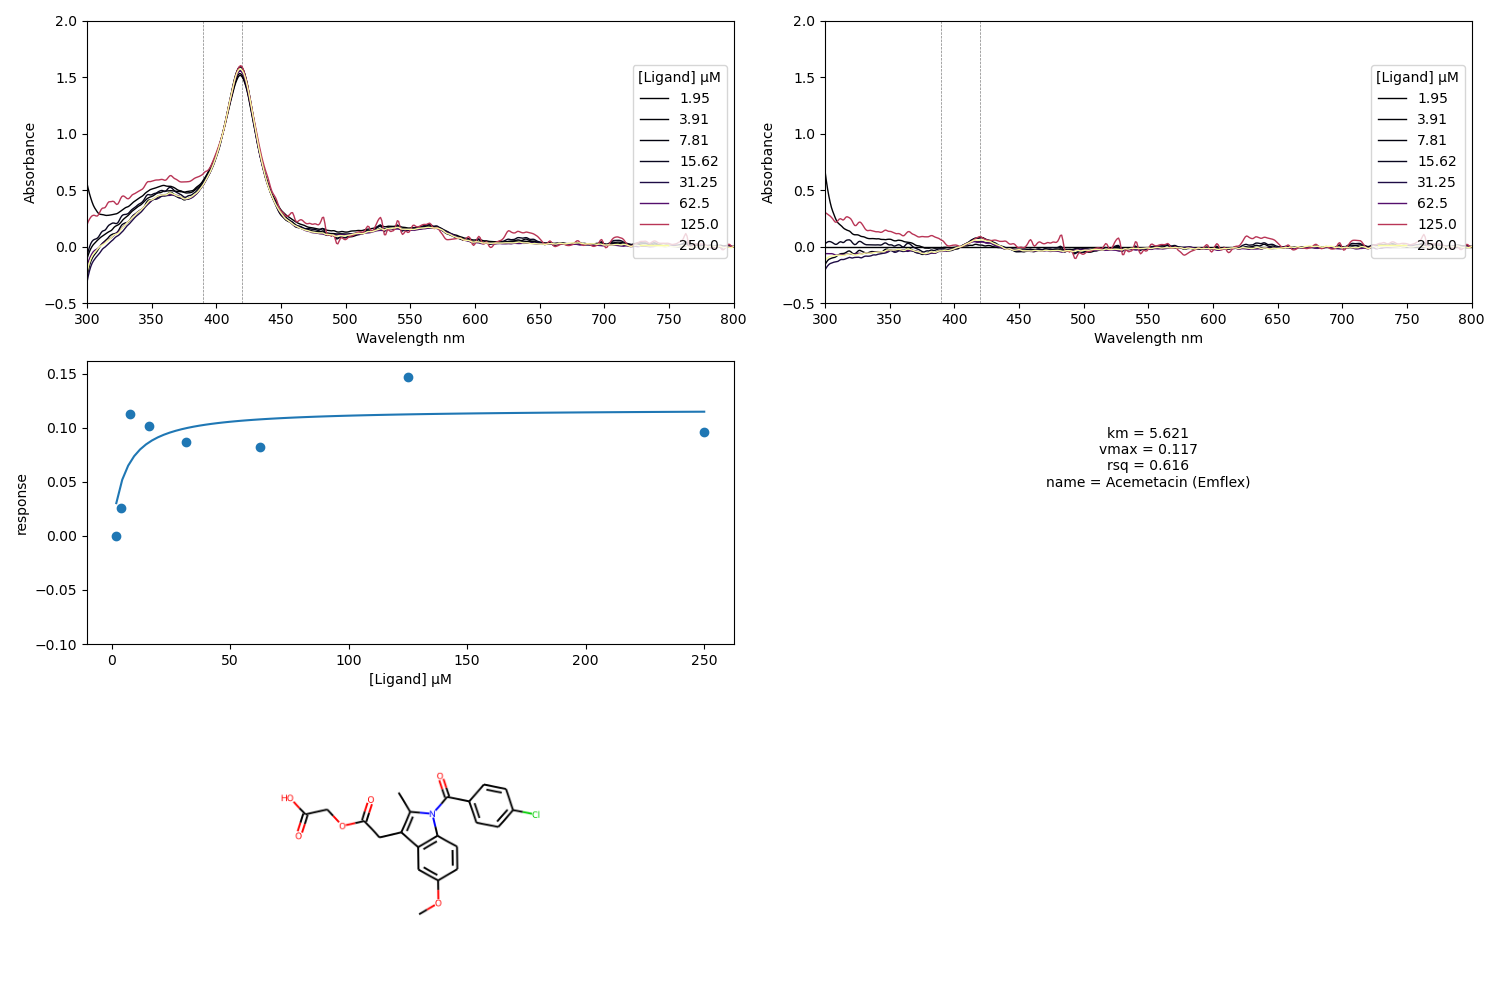 2.0
1.5
1.0
0.5
0.0
−0.5
Absorbance
300 350 400 450 500 550 600 650 700 750 800
Wavelength nm
[Ligand] µM
1.95
3.91
7.81
15.62
31.25
62.5
125.0
250.0
2.0
1.5
1.0
0.5
0.0
−0.5
Absorbance
300 350 400 450 500 550 600 650 700 750 800
Wavelength nm
[Ligand] µM
1.95
3.91
7.81
15.62
31.25
62.5
125.0
250.0
0.15
0.10
0.05
0.00
−0.05
−0.10
response
0 50 100 150 200 250
[Ligand] µM
km = 5.621
vmax = 0.117
rsq = 0.616
name = Acemetacin (Emflex)
HO
O
O
O
N
O
Cl
O